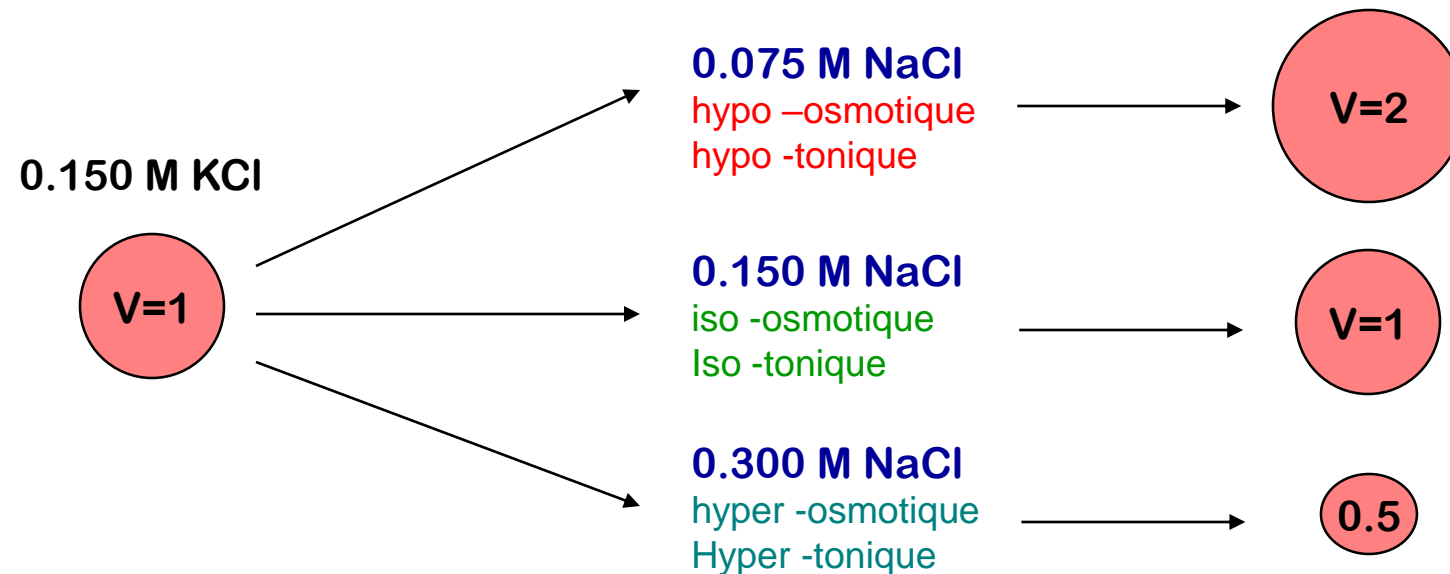 0.150 M KCl
V=1
0.075 M NaCl
hypo –osmotique
hypo -tonique
V=2
0.150 M NaCl
iso -osmotique
Iso -tonique
V=1
0.300 M NaCl
hyper -osmotique
Hyper -tonique
0.5